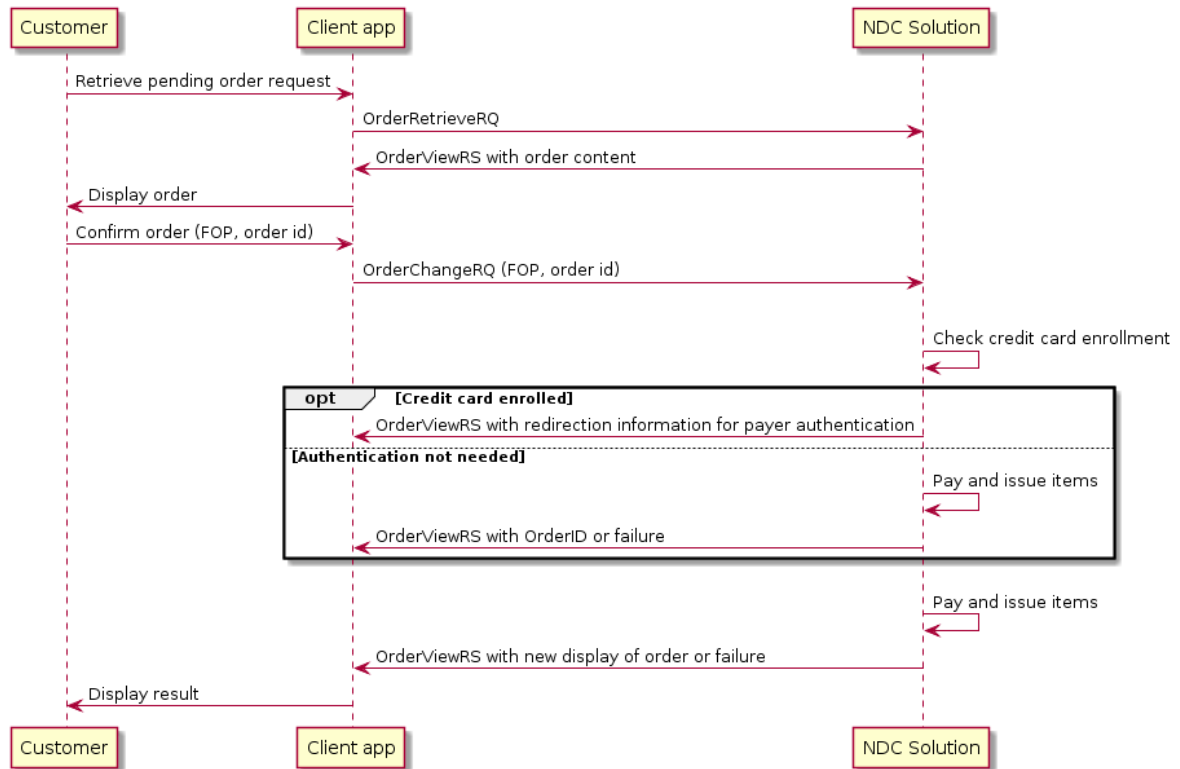 Customer
Client app
NDC Solution
Retrieve pending order request
OrderRetrieveRQ
OrderViewRS with order content
Display order
Confirm order (FOP, order id)
OrderChangeRQ (FOP, order id)
Check credit card enrollment
opt
[Credit card enrolled]
OrderViewRS with redirection information for payer authentication
[Authentication not needed]
Pay and issue items
OrderViewRS with OrderID or failure
Pay and issue items
OrderViewRS with new display of order or failure
Display result
Customer
Client app
NDC Solution